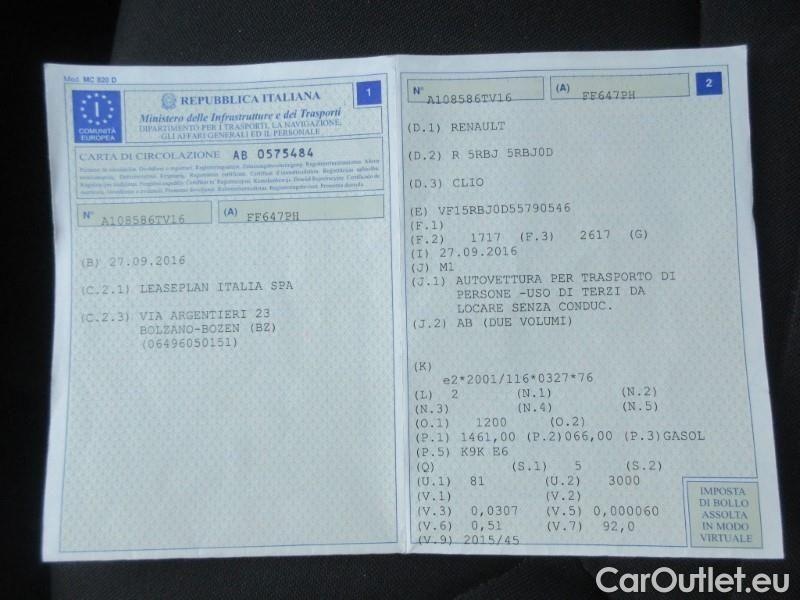 Mod. MC 820 D
I
COMUNITÀ
EUROPEA
REPUBBLICA ITALIANA
1
Ministero delle Infrastrutture e dei Trasporti
DIPARTIMENTO PER I TRASPORTI, LA NAVIGAZIONE,
GLI AFFARI GENERALI ED IL PERSONALE
CARTA DI CIRCOLAZIONE AB 0575484
N° A108586TV16 (A) FF647PH
(B) 27.09.2016
(C.2.1) LEASEPLAN ITALIA SPA
(C.2.3) VIA ARGENTIERI 23
BOLZANO-BOZEN (BZ)
(06496050151)
N° A108586TV16 (A) FF647PH 2
(D.1) RENAULT
(D.2) R 5RBJ 5RBJ0D
(D.3) CLIO
(E) VF15RBJ0D55790546
(F.1)
(F.2) 1717 (F.3) 2617 (G)
(I) 27.09.2016
(J) M1
(J.1) AUTOVETTURA PER TRASPORTO DI
PERSONE -USO DI TERZI DA
LOCARE SENZA CONDUC.
(J.2) AB (DUE VOLUMI)
(K)
e2*2001/116*0327*76
(L) 2 (N.1) (N.2)
(N.3) (N.4) (N.5)
(O.1) 1200 (O.2)
(P.1) 1461,00 (P.2)066,00 (P.3)GASOL
(P.5) K9K E6
(Q) (S.1) 5 (S.2)
(U.1) 81 (U.2) 3000
(V.1) (V.2)
(V.3) 0,0307 (V.5) 0,000060
(V.6) 0,51 (V.7) 92,0
(V.9) 2015/45
IMPOSTA
DI BOLLO
ASSOLTA
IN MODO
VIRTUALE
CarOutlet.eu